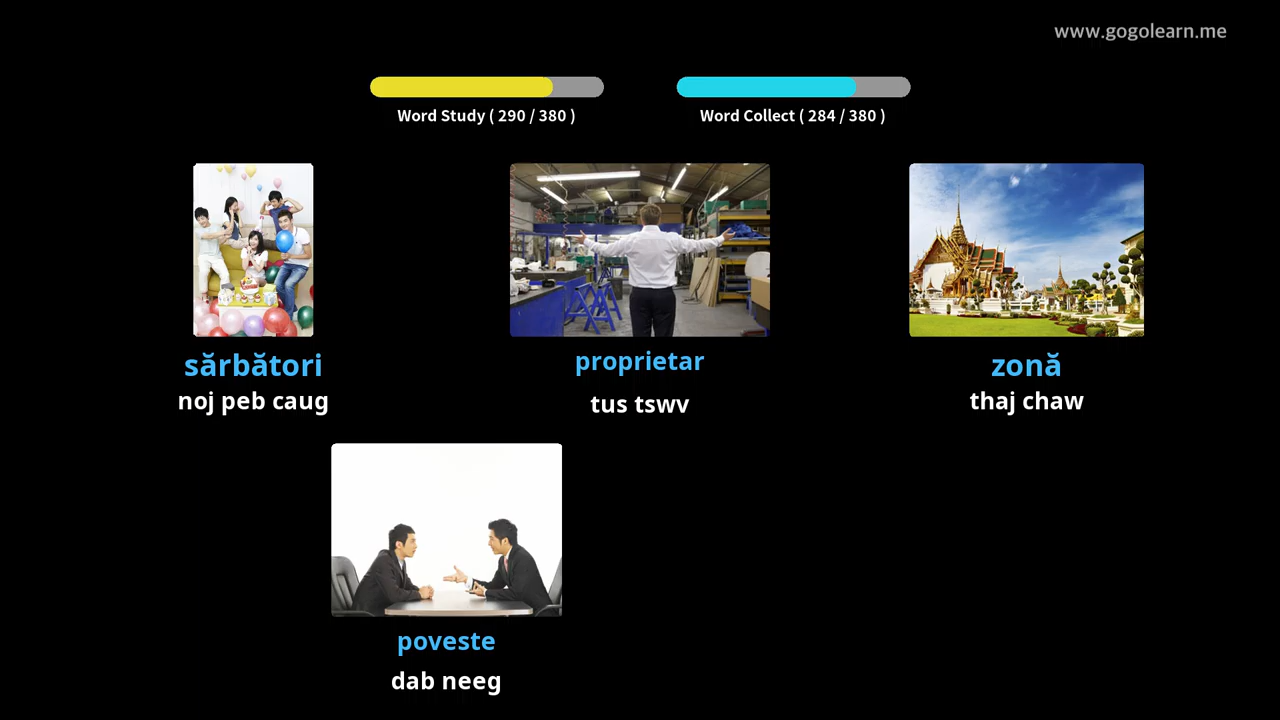 www.gogolearn.me
Word Study ( 290 / 380 )
Word Collect ( 284 / 380 )
sărbători
noj peb caug
proprietar
tus tswv
zonă
thaj chaw
poveste
dab neeg